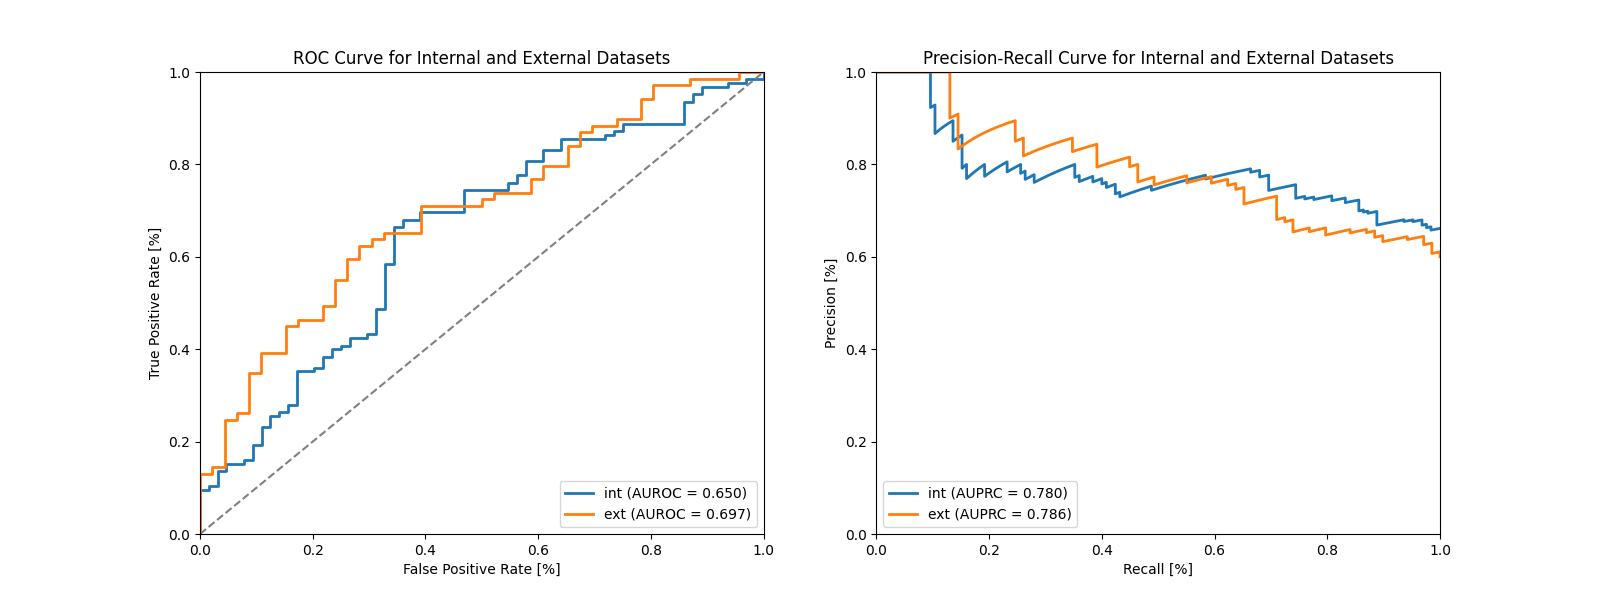 ROC Curve for Internal and External Datasets
1.0
0.8
0.6
0.4
0.2
0.0
True Positive Rate [%]
int (AUROC = 0.650)
ext (AUROC = 0.697)
0.0 0.2 0.4 0.6 0.8 1.0
False Positive Rate [%]
Precision-Recall Curve for Internal and External Datasets
1.0
0.8
0.6
0.4
0.2
0.0
Precision [%]
int (AUPRC = 0.780)
ext (AUPRC = 0.786)
0.0 0.2 0.4 0.6 0.8 1.0
Recall [%]